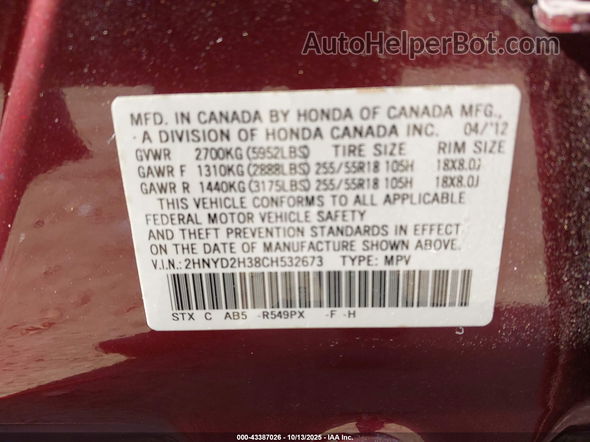 AutoHelperBot.com
MFD. IN CANADA BY HONDA OF CANADA MFG.,
A DIVISION OF HONDA CANADA INC. 04/'12
GVWR 2700KG (5952LBS) TIRE SIZE RIM SIZE
GAWR F 1310KG (2888LBS) 255/55R18 105H 18X8.0J
GAWR R 1440KG (3175LBS) 255/55R18 105H 18X8.0J
THIS VEHICLE CONFORMS TO ALL APPLICABLE
FEDERAL MOTOR VEHICLE SAFETY
AND THEFT PREVENTION STANDARDS IN EFFECT
ON THE DATE OF MANUFACTURE SHOWN ABOVE.
V.I.N.:2HNYD2H38CH532673 TYPE: MPV
STX C AB5 -R549PX -F -H
000-43387026 - 10/13/2025 - IAA Inc.